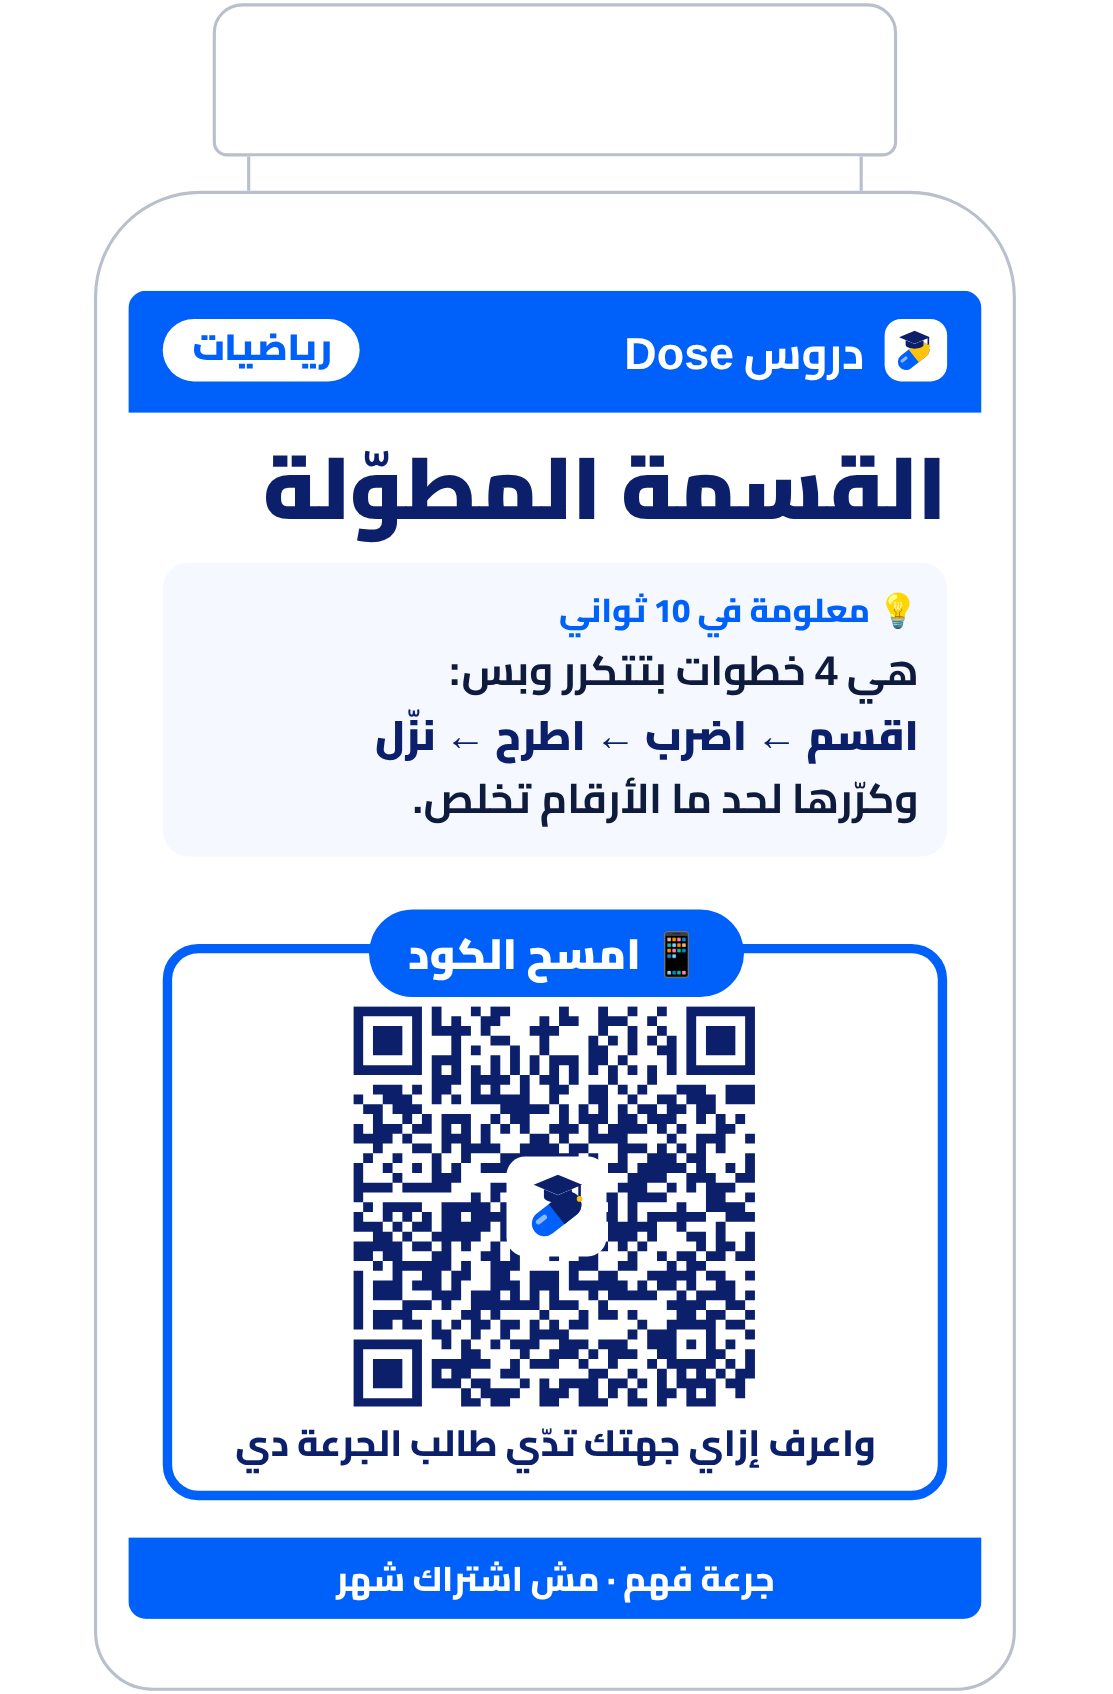 دروس Dose
رياضيات
القسمة المطوّلة
💡 معلومة في 10 ثواني
هي 4 خطوات بتتكرر وبس:
اقسم ← اضرب ← اطرح ← نزّل
وكرّرها لحد ما الأرقام تخلص.
📱 امسح الكود
واعرف إزاي جهتك تدّي طالب الجرعة دي
جرعة فهم · مش اشتراك شهر